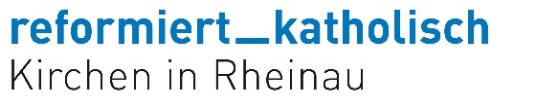 reformiert_katholisch
Kirchen in Rheinau